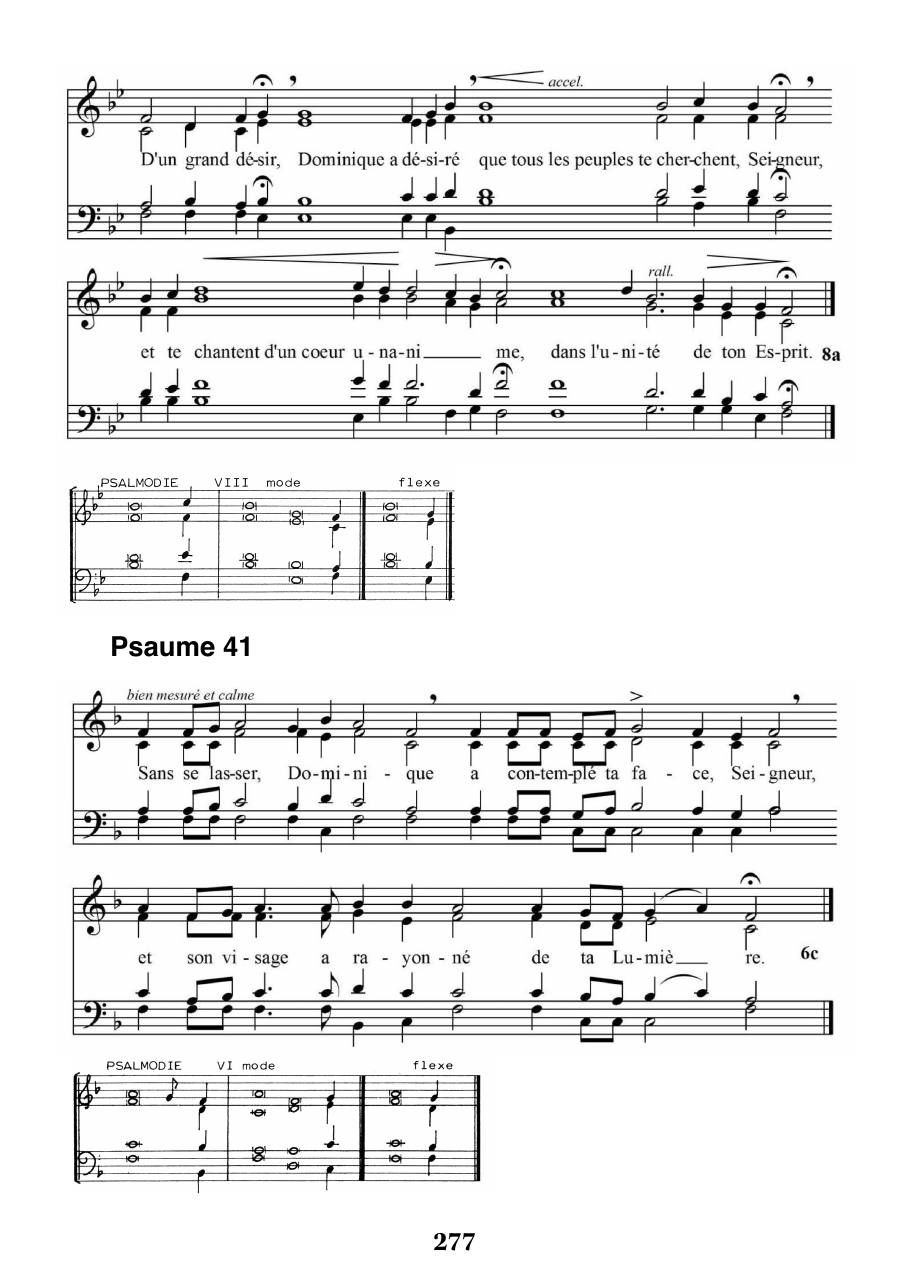 accel.
D'un grand dé-sir, Dominique a dé-si-ré que tous les peuples te cher-chent, Sei-gneur,
rall.
et te chantent d'un coeur u - na-ni____ me, dans l'u-ni-té de ton Es-prit. 8a
PSALMODIE VIII mode flexe
Psaume 41
bien mesuré et calme
Sans se las-ser, Do-mi-ni - que a con-tem-plé ta fa - ce, Sei-gneur,
et son vi-sage a ra-yon-né de ta Lu-miè___ re. 6c
PSALMODIE VI mode flexe
277